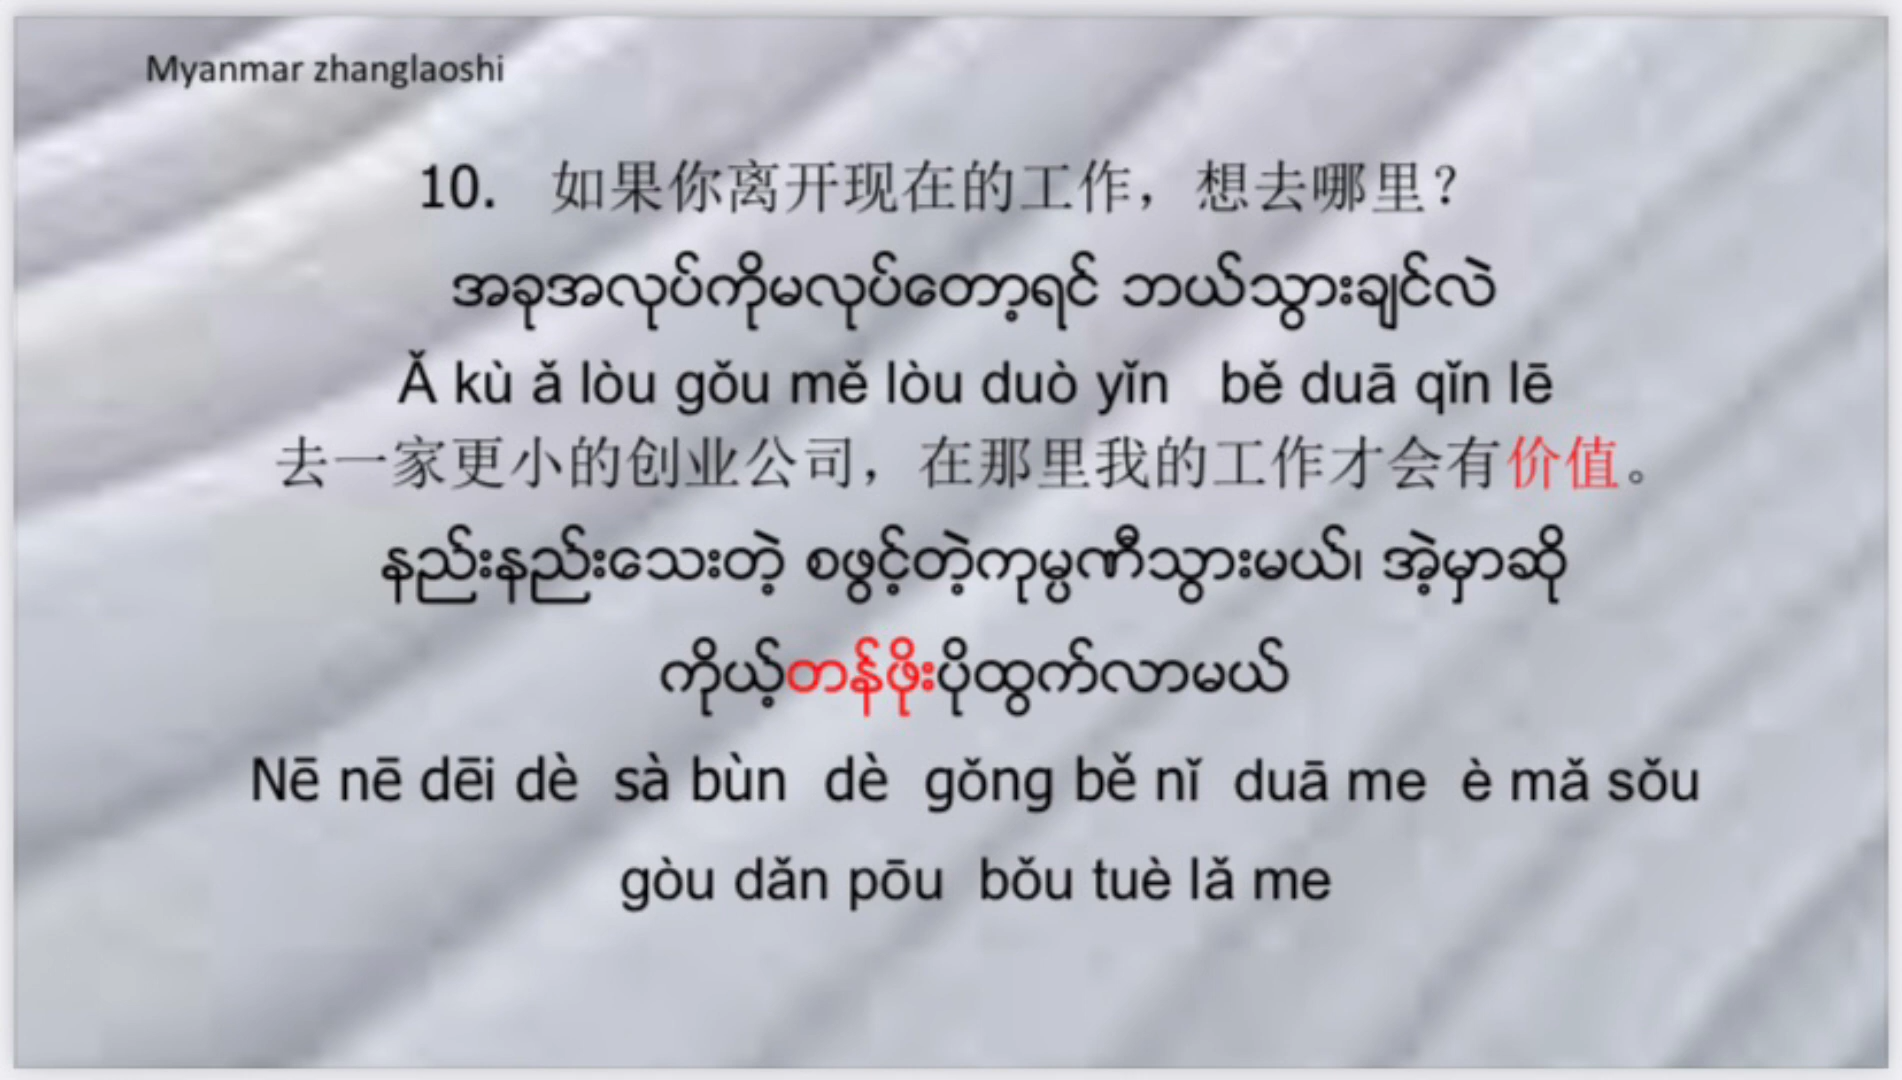 Myanmar zhanglaoshi
10. 如果你离开现在的工作，想去哪里？
အခုအလုပ်ကိုမလုပ်တော့ရင် ဘယ်သွားချင်လဲ
Ǎ kù ǎ lòu gǒu mě lòu duò yǐn bě duā qǐn lē
去一家更小的创业公司，在那里我的工作才会有价值。
နည်းနည်းသေးတဲ့ စဖွင့်တဲ့ကုမ္ပဏီသွားမယ်၊ အဲ့မှာဆို
ကိုယ့်တန်ဖိုးပိုထွက်လာမယ်
Nē nē dēi dè sà bùn dè gǒng bě nǐ duā me è mǎ sǒu
gòu dǎn pōu bǒu tuè lǎ me